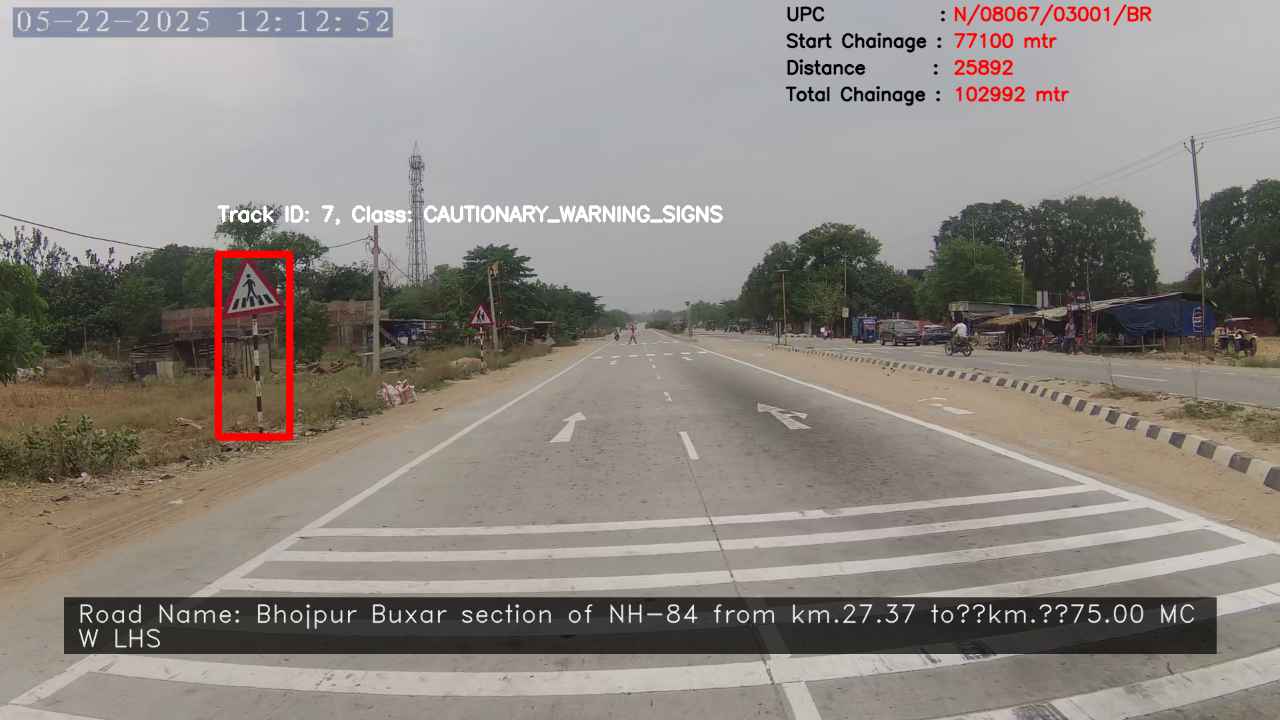 05-22-2025 12:12:52
UPC : N/08067/03001/BR
Start Chainage : 77100 mtr
Distance : 25892
Total Chainage : 102992 mtr
Track ID: 7, Class: CAUTIONARY_WARNING_SIGNS
Road Name: Bhojpur Buxar section of NH-84 from km.27.37 to??km.??75.00 MC
W LHS